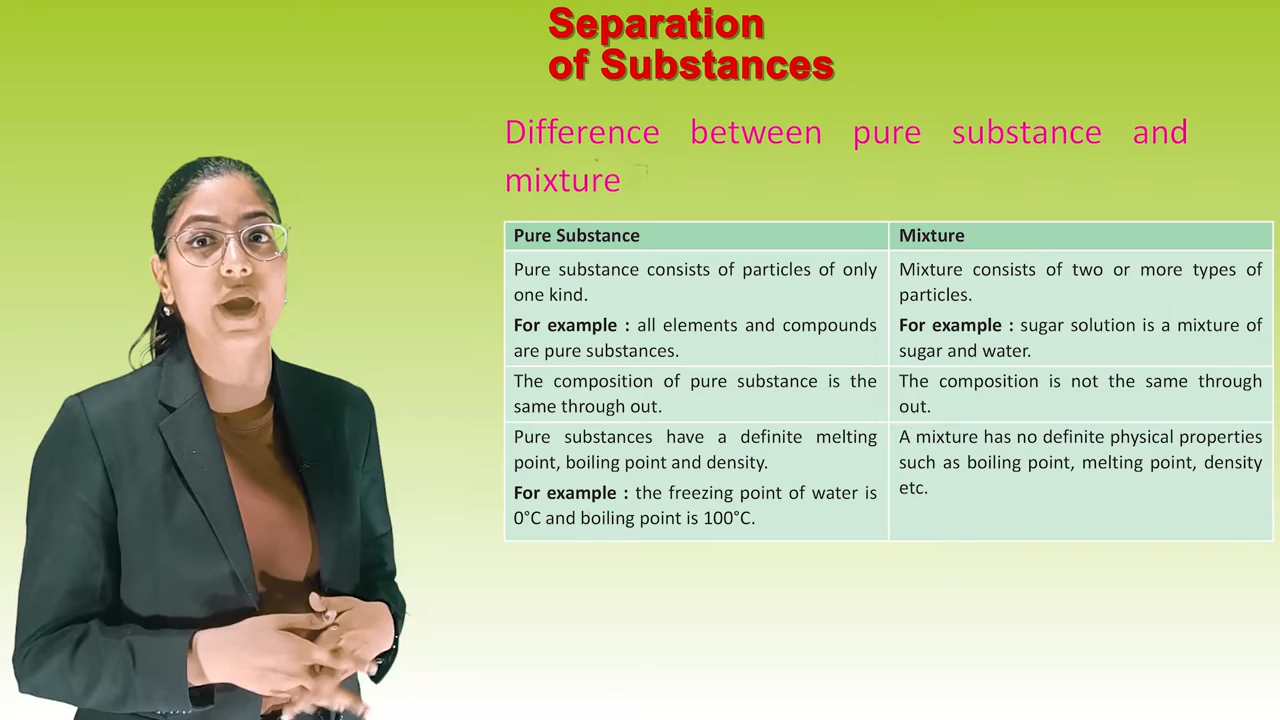 Separation
of Substances
Difference between pure substance and
mixture
Pure Substance
Mixture
Pure substance consists of particles of only
one kind.
For example : all elements and compounds
are pure substances.
Mixture consists of two or more types of
particles.
For example : sugar solution is a mixture of
sugar and water.
The composition of pure substance is the
same through out.
The composition is not the same through
out.
Pure substances have a definite melting
point, boiling point and density.
For example : the freezing point of water is
0°C and boiling point is 100°C.
A mixture has no definite physical properties
such as boiling point, melting point, density
etc.